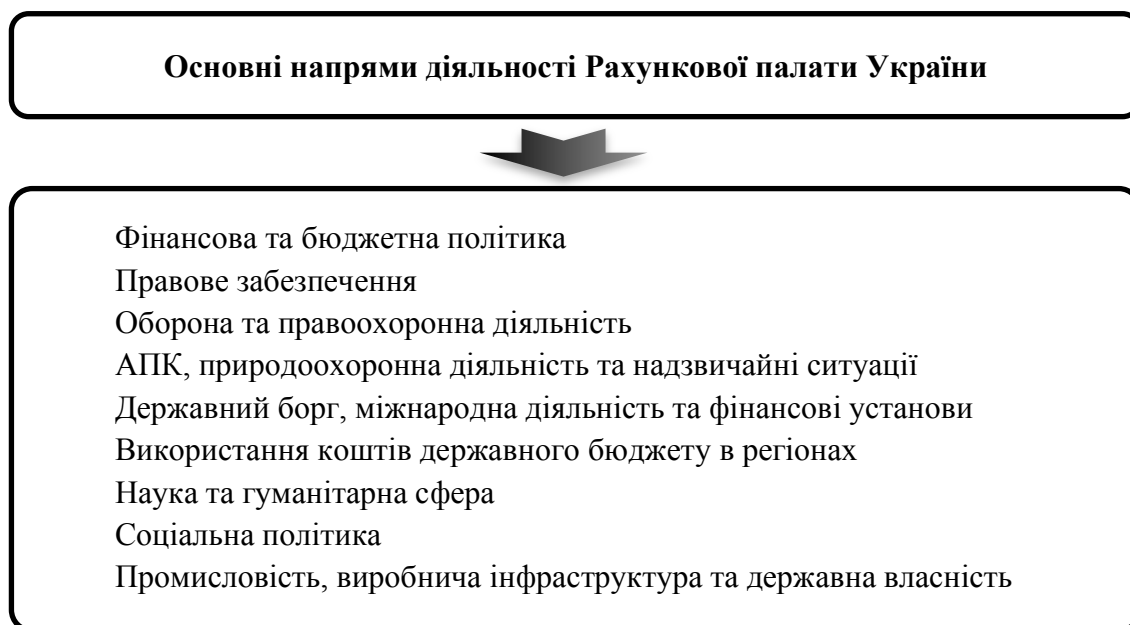 Основні напрями діяльності Рахункової палати України
Фінансова та бюджетна політика
Правове забезпечення
Оборона та правоохоронна діяльність
АПК, природоохоронна діяльність та надзвичайні ситуації
Державний борг, міжнародна діяльність та фінансові установи
Використання коштів державного бюджету в регіонах
Наука та гуманітарна сфера
Соціальна політика
Промисловість, виробнича інфраструктура та державна власність